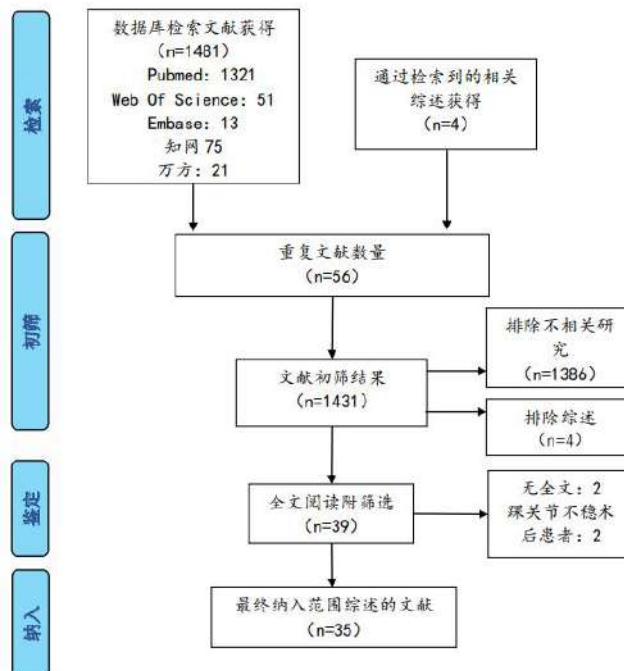 检索
数据库检索文献获得
(n=1481)
Pubmed: 1321
Web Of Science: 51
Embase: 13
知网 75
万方: 21
通过检索到的相关
综述获得
(n=4)
初筛
重复文献数量
(n=56)
文献初筛结果
(n=1431)
排除不相关研
究
(n=1386)
排除综述
(n=4)
鉴定
全文阅读附筛选
(n=39)
无全文: 2
踝关节不稳术
后患者: 2
纳入
最终纳入范围综述的文献
(n=35)